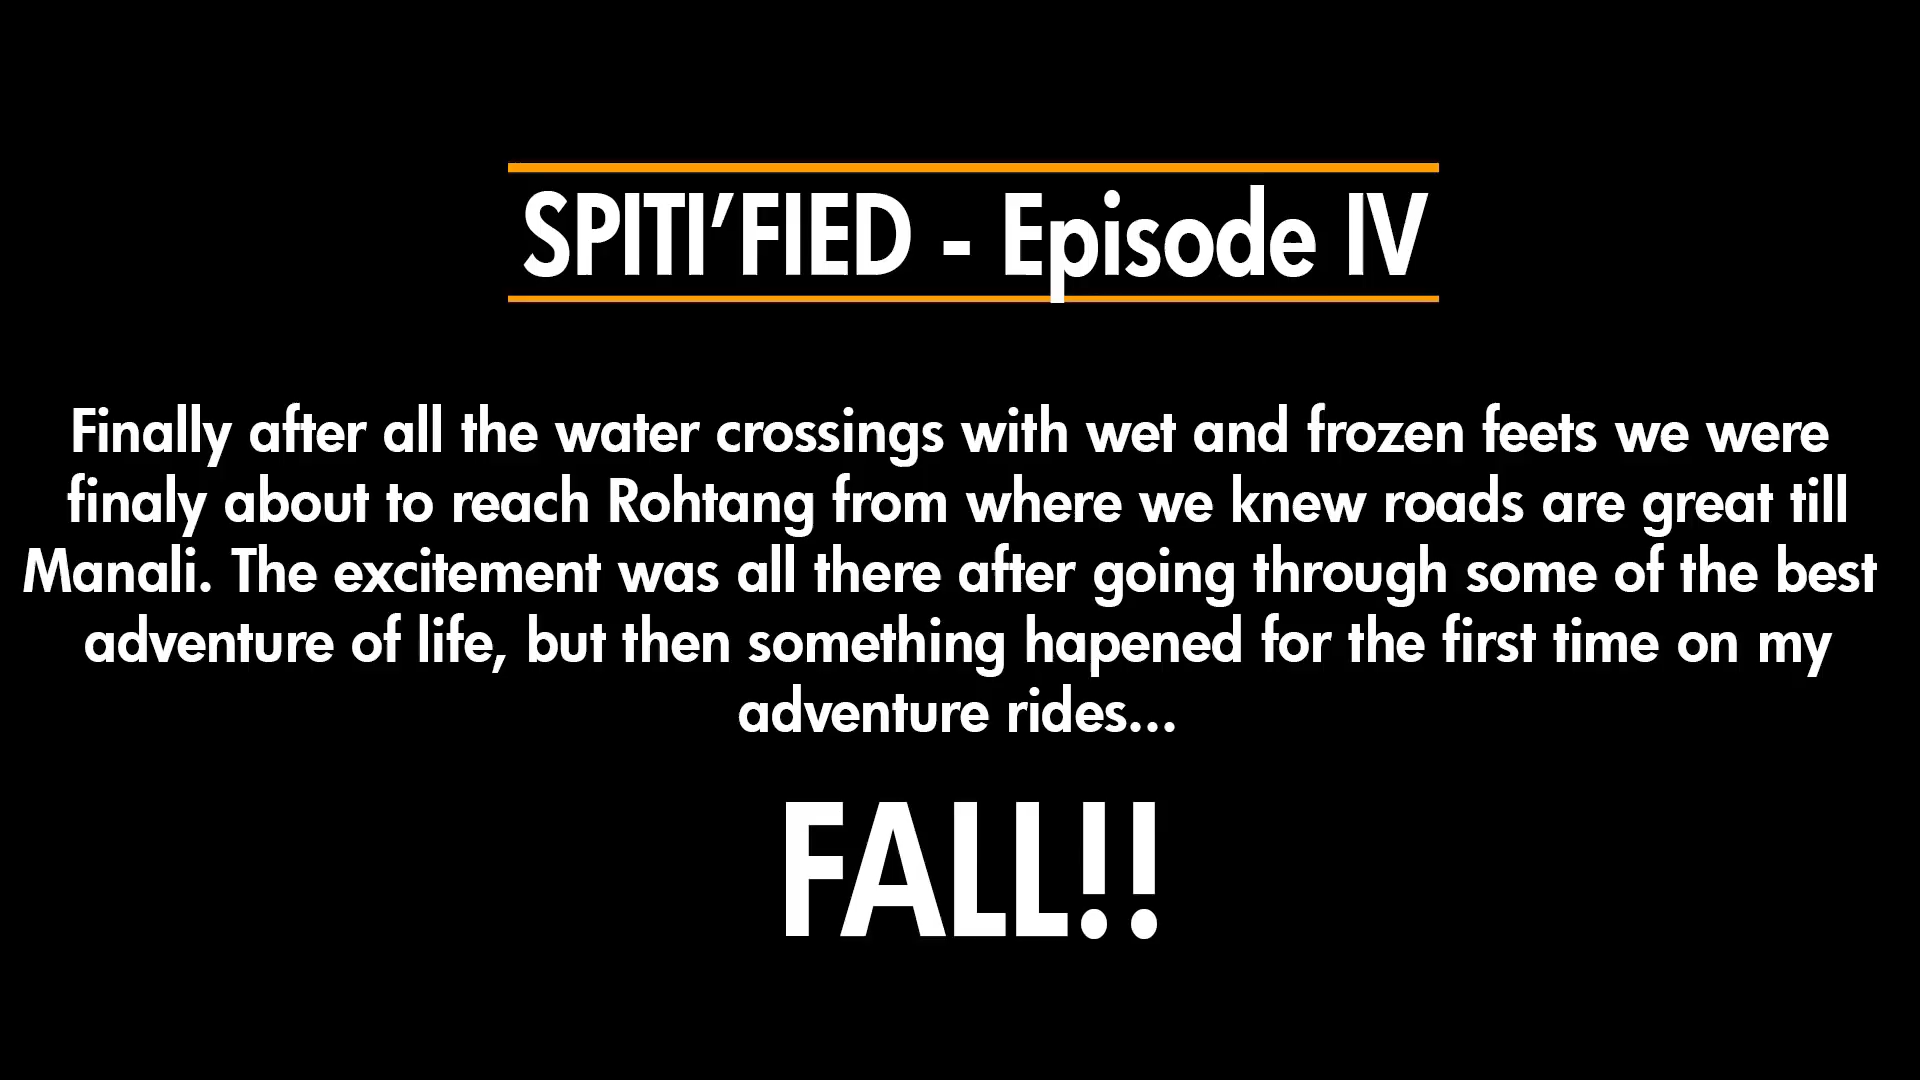 SPITI'FIED - Episode IV
Finally after all the water crossings with wet and frozen feets we were
finaly about to reach Rohtang from where we knew roads are great till
Manali. The excitement was all there after going through some of the best
adventure of life, but then something hapened for the first time on my
adventure rides...
FALL!!